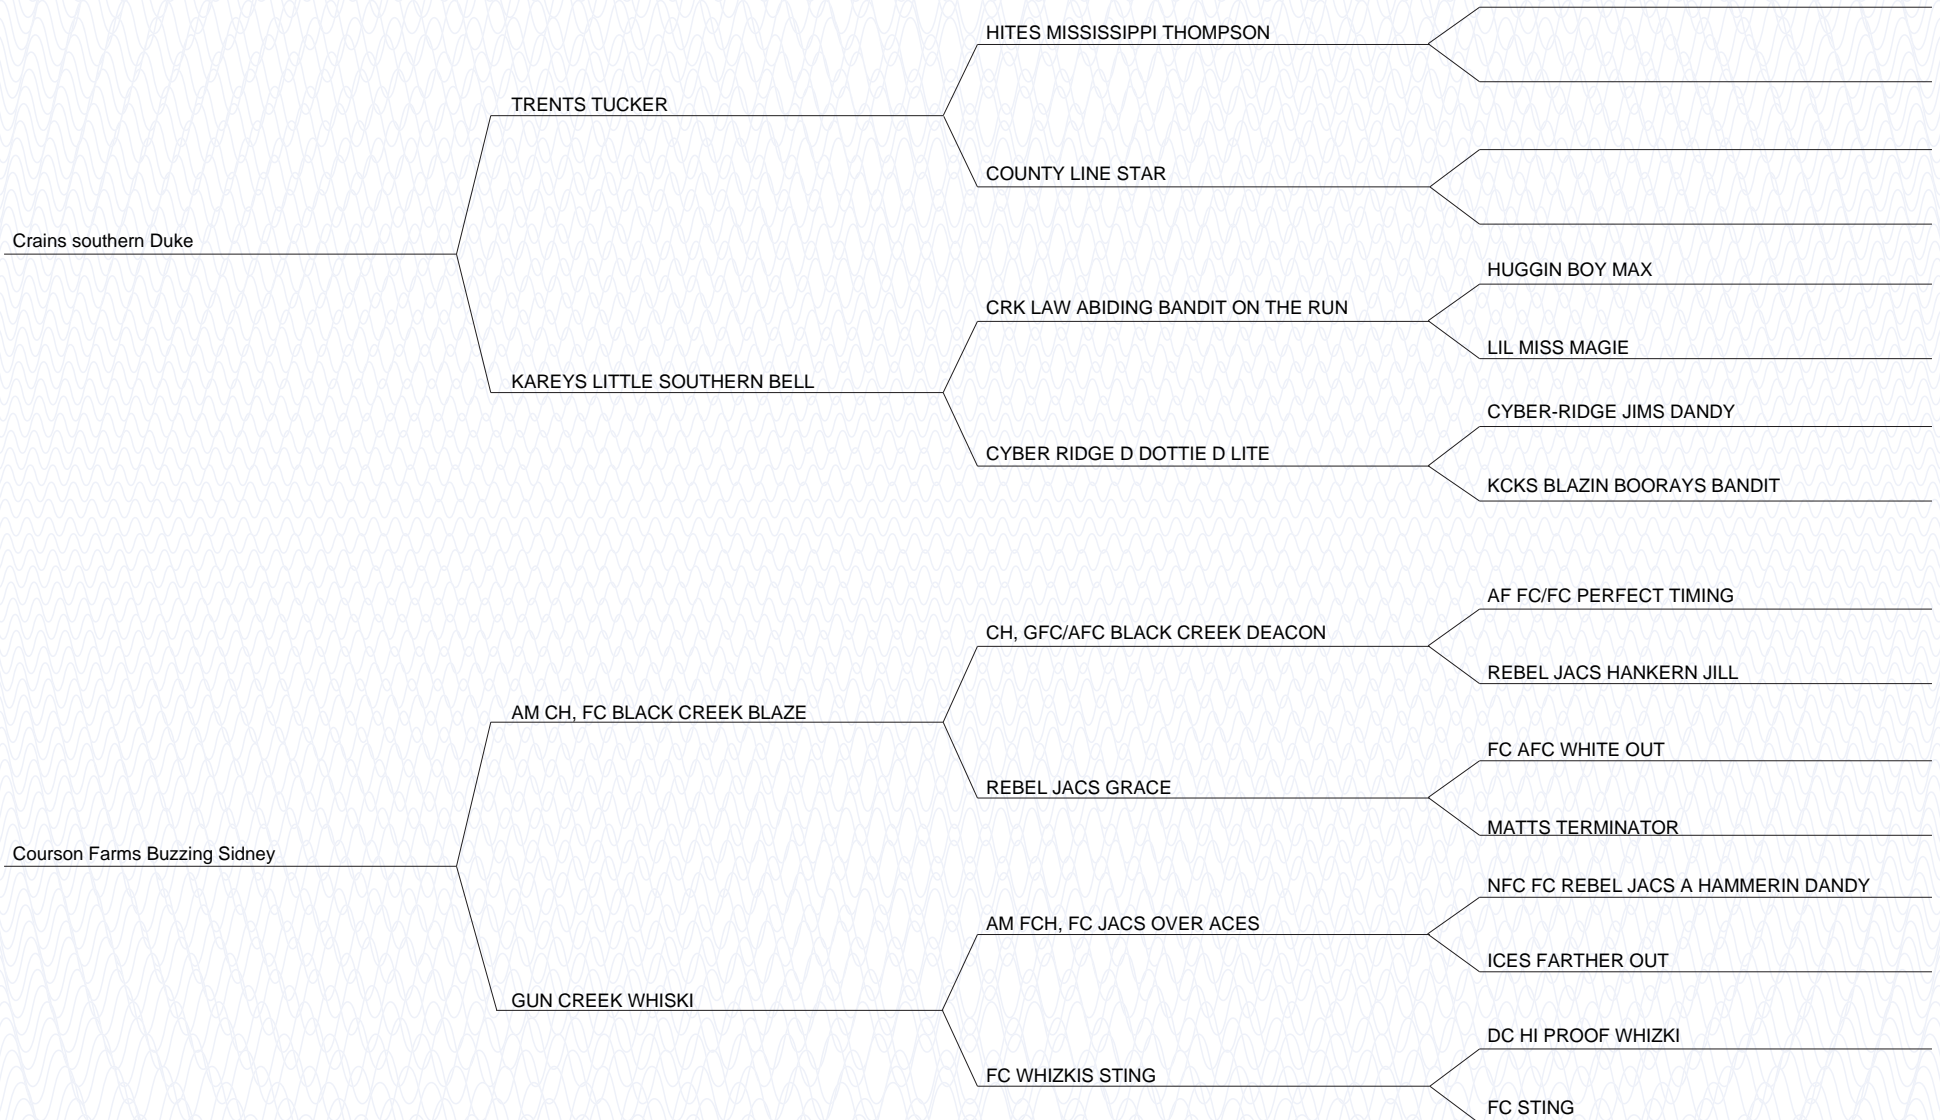 HITES MISSISSIPPI THOMPSON
TRENTS TUCKER
COUNTY LINE STAR
Crains southern Duke
HUGGIN BOY MAX
CRK LAW ABIDING BANDIT ON THE RUN
LIL MISS MAGIE
KAREYS LITTLE SOUTHERN BELL
CYBER-RIDGE JIMS DANDY
CYBER RIDGE D DOTTIE D LITE
KCKS BLAZIN BOORAYS BANDIT
AF FC/FC PERFECT TIMING
CH, GFC/AFC BLACK CREEK DEACON
REBEL JACS HANKERN JILL
AM CH, FC BLACK CREEK BLAZE
FC AFC WHITE OUT
REBEL JACS GRACE
MATTS TERMINATOR
Courson Farms Buzzing Sidney
NFC FC REBEL JACS A HAMMERIN DANDY
AM FCH, FC JACS OVER ACES
ICES FARTHER OUT
GUN CREEK WHISKI
DC HI PROOF WHIZKI
FC WHIZKIS STING
FC STING